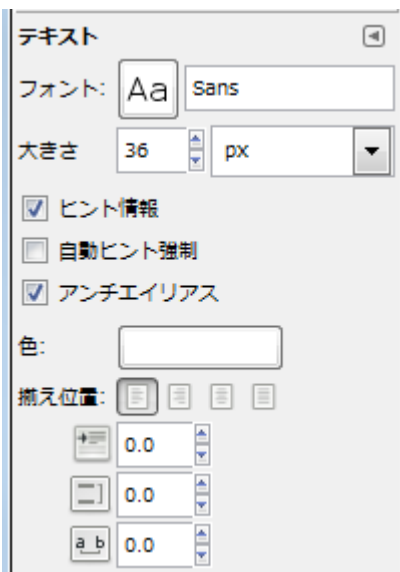 テキスト
フォント: Aa Sans
大きさ 36 px
ヒント情報
自動ヒント強制
アンチエイリアス
色:
揃え位置:
0.0
0.0
a b 0.0